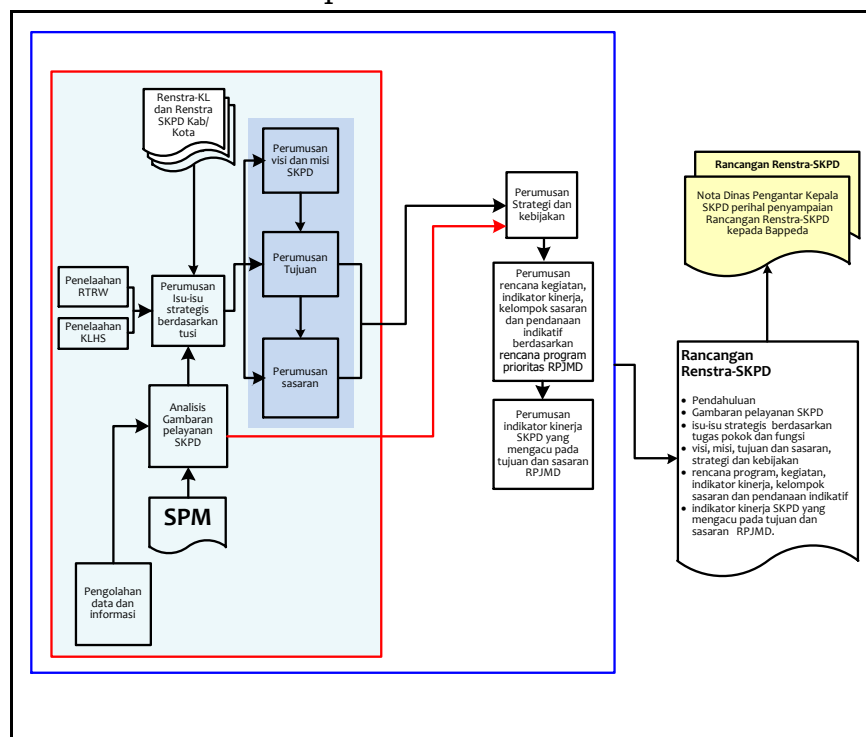 Renstra-KL
dan Renstra
SKPD Kab/
Kota
Perumusan
visi dan misi
SKPD
Perumusan
Tujuan
Perumusan
sasaran
Penelaahan
RTRW
Penelaahan
KLHS
Perumusan
Isu-isu
strategis
berdasarkan
tusi
Analisis
Gambaran
pelayanan
SKPD
SPM
Pengolahan
data dan
informasi
Perumusan
Strategi dan
kebijakan
Perumusan
rencana kegiatan,
indikator kinerja,
kelompok sasaran
dan pendanaan
indikatif
berdasarkan
rencana program
prioritas RPJMD
Perumusan
indikator kinerja
SKPD yang
mengacu pada
tujuan dan sasaran
RPJMD
Rancangan Renstra-SKPD
Nota Dinas Pengantar Kepala
SKPD perihal penyampaian
Rancangan Renstra-SKPD
kepada Bappeda
Rancangan
Renstra-SKPD
• Pendahuluan
• Gambaran pelayanan SKPD
• isu-isu strategis berdasarkan
tugas pokok dan fungsi
• visi, misi, tujuan dan sasaran,
strategi dan kebijakan
• rencana program, kegiatan,
indikator kinerja, kelompok
sasaran dan pendanaan indikatif
• indikator kinerja SKPD yang
mengacu pada tujuan dan
sasaran RPJMD.